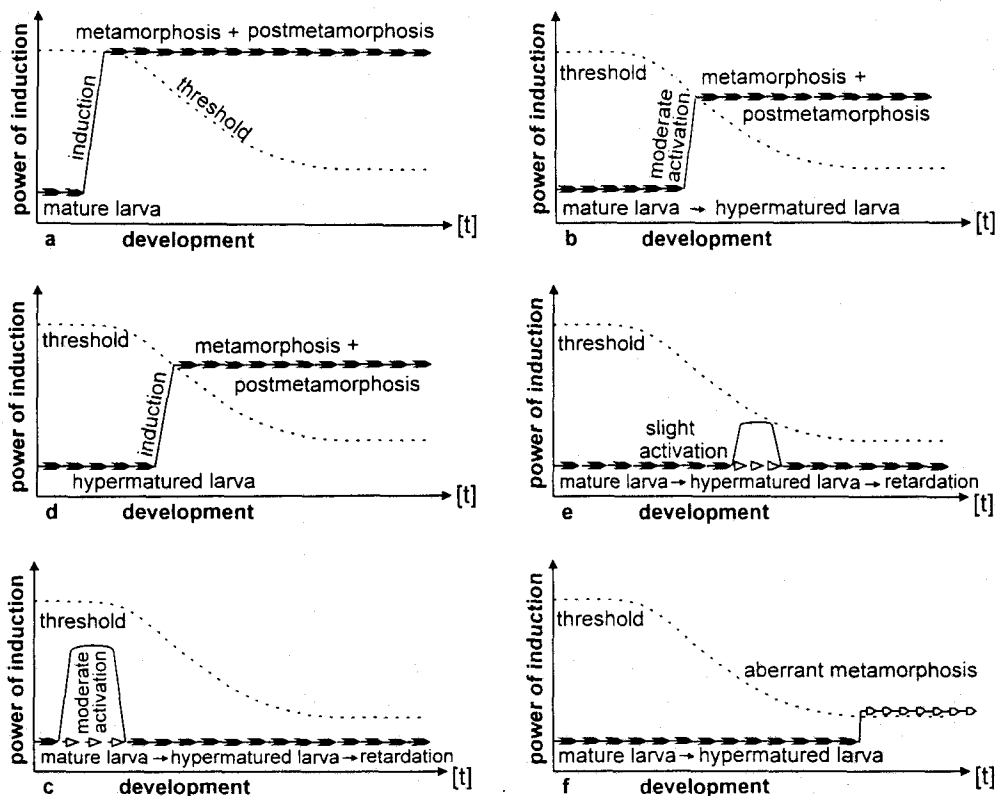 power of induction
metamorphosis + postmetamorphosis
induction
threshold
mature larva
[t]
a
development
power of induction
threshold
metamorphosis +
moderate
activation
postmetamorphosis
mature larva → hypermatured larva
[t]
b
development
power of induction
threshold
metamorphosis +
induction
postmetamorphosis
hypermatured larva
[t]
d
development
power of induction
threshold
slight
activation
mature larva → hypermatured larva → retardation
[t]
e
development
power of induction
threshold
moderate
activation
mature larva → hypermatured larva → retardation
[t]
c
development
power of induction
threshold
aberrant metamorphosis
mature larva → hypermatured larva
[t]
f
development